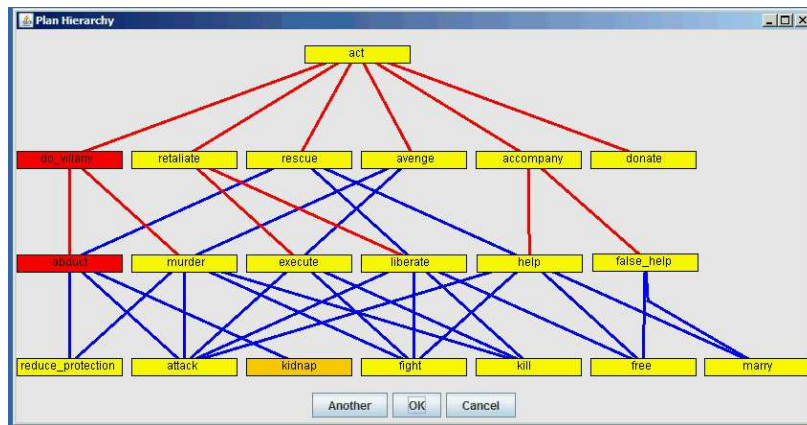 Plan Hierarchy
act
do_villany retaliate rescue avenge accompany donate
abduct murder execute liberate help false_help
reduce_protection attack kidnap fight kill free marry
Another OK Cancel